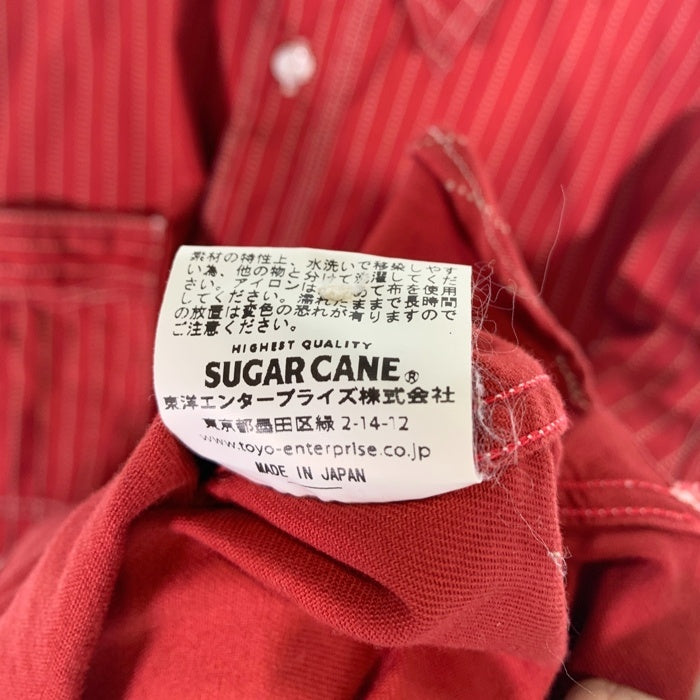 素材の特性上、水洗いで移染しやす
い為、他の物と分けて洗濯してくだ
さい。アイロンは めて布を使用
してください。濡れたままで長時間
の放置は変色の恐れが有りますので
ご注意ください。
HIGHEST QUALITY
SUGAR CANE®
東洋エンタープライズ株式会社
東京都墨田区緑 2-14-12
www.toyo-enterprise.co.jp
MADE IN JAPAN